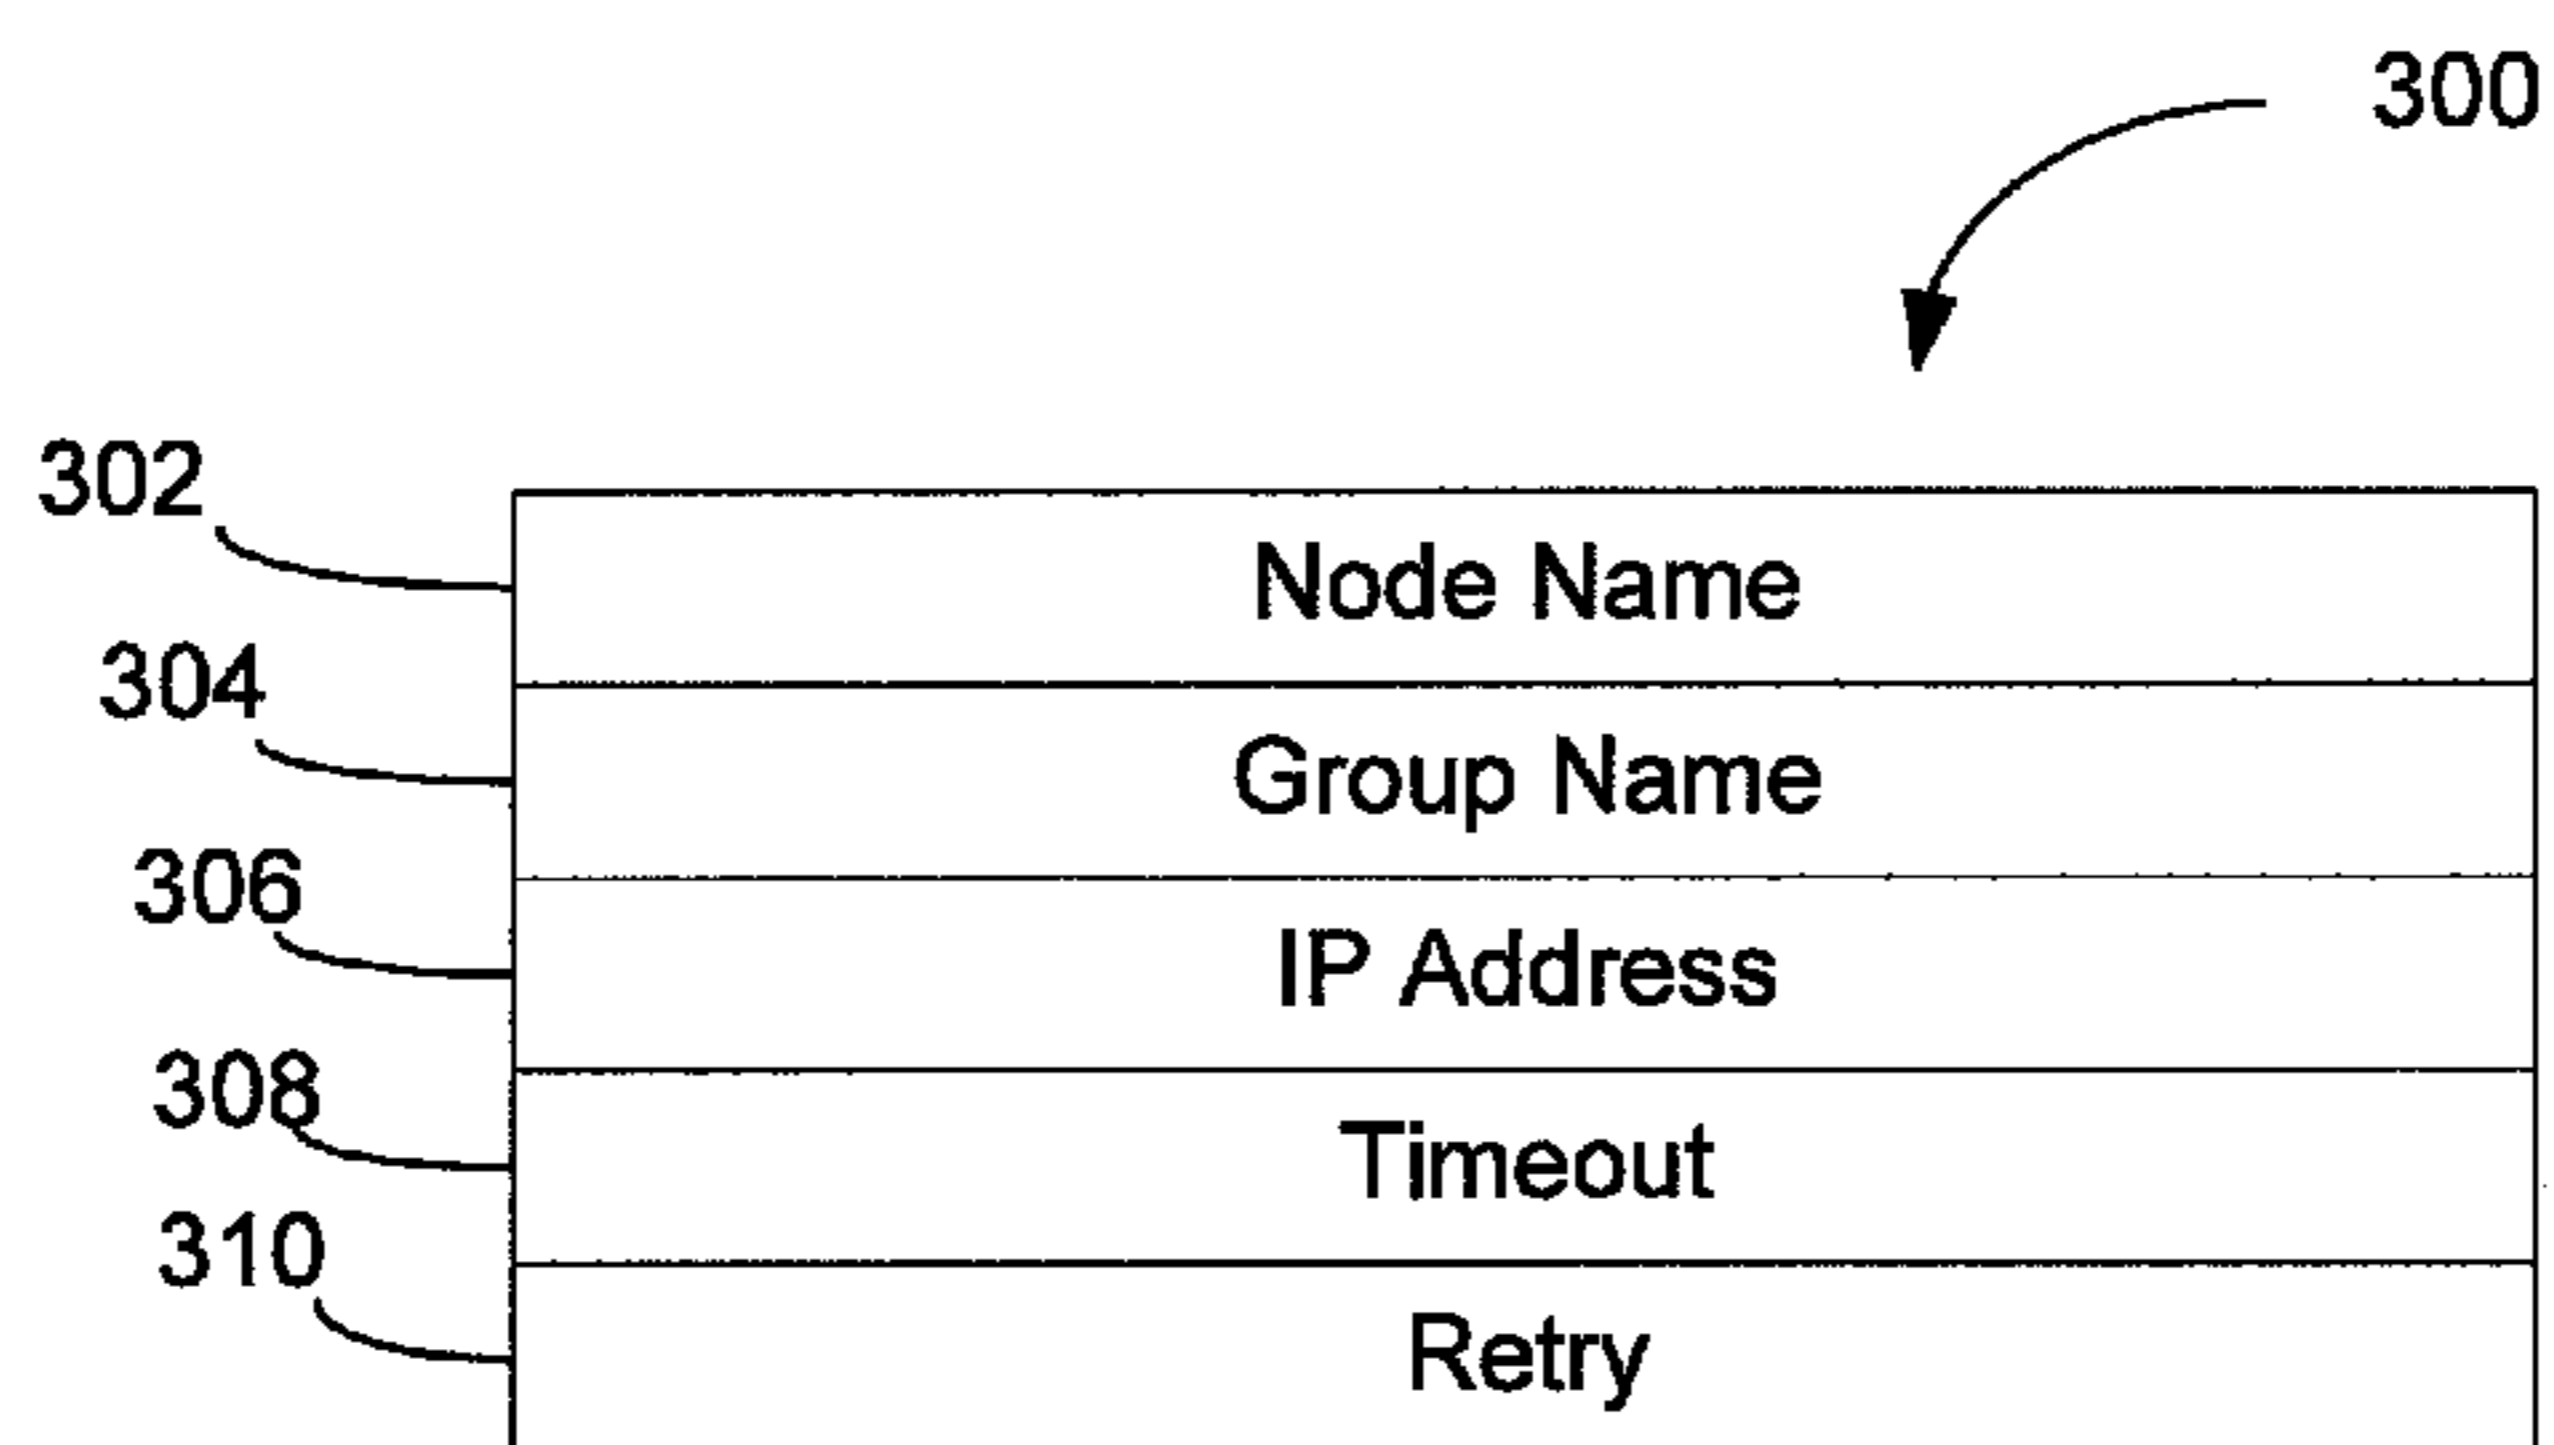 300
302
Node Name
304
Group Name
306
IP Address
308
Timeout
310
Retry